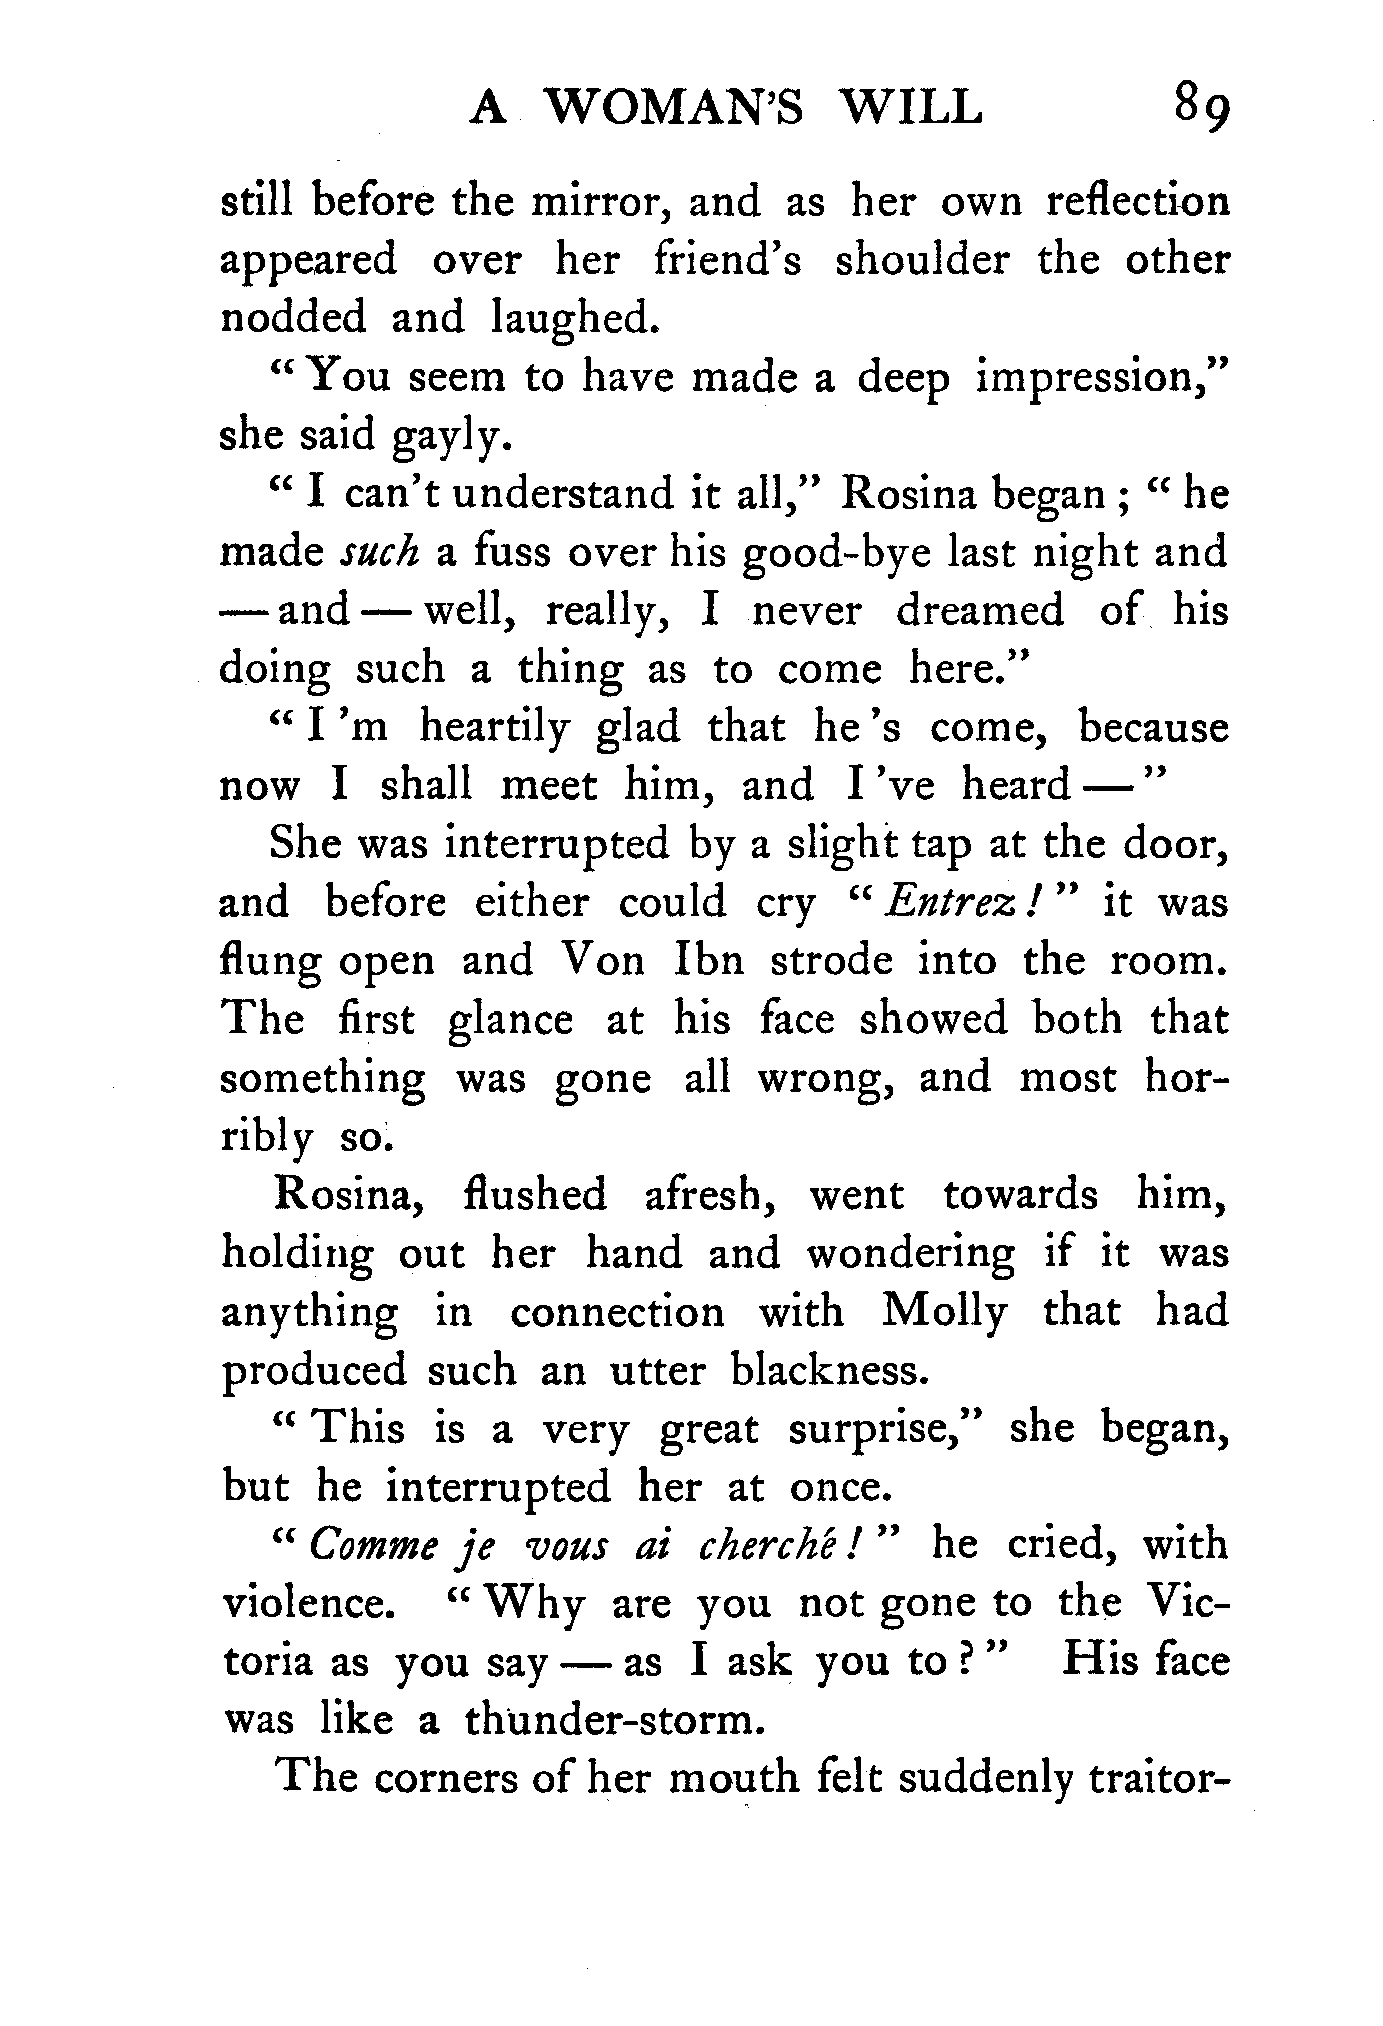 A WOMAN'S WILL 89
still before the mirror, and as her own reflection
appeared over her friend's shoulder the other
nodded and laughed.
“ You seem to have made a deep impression,”
she said gayly.
“ I can't understand it all,” Rosina began ; “ he
made such a fuss over his good-bye last night and
— and — well, really, I never dreamed of his
doing such a thing as to come here.”
“ I 'm heartily glad that he 's come, because
now I shall meet him, and I 've heard — ”
She was interrupted by a slight tap at the door,
and before either could cry “ Entrez ! ” it was
flung open and Von Ibn strode into the room.
The first glance at his face showed both that
something was gone all wrong, and most hor-
ribly so.
Rosina, flushed afresh, went towards him,
holding out her hand and wondering if it was
anything in connection with Molly that had
produced such an utter blackness.
“ This is a very great surprise,” she began,
but he interrupted her at once.
“ Comme je vous ai cherché ! ” he cried, with
violence. “ Why are you not gone to the Vic-
toria as you say — as I ask you to ? ” His face
was like a thunder-storm.
The corners of her mouth felt suddenly traitor-